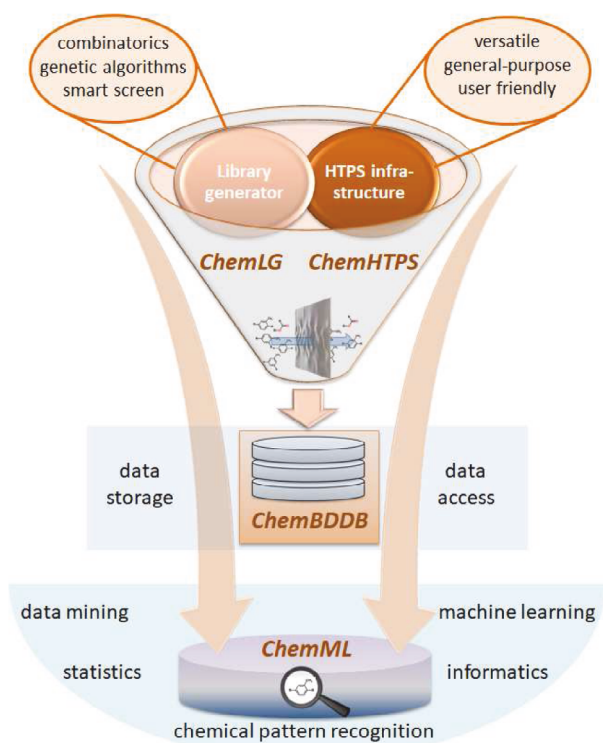 combinatorics
genetic algorithms
smart screen
versatile
general-purpose
user friendly
Library
generator
HTPS infra-
structure
ChemLG
ChemHTPS
data
storage
ChemBDDB
data
access
data mining
machine learning
ChemML
statistics
informatics
chemical pattern recognition